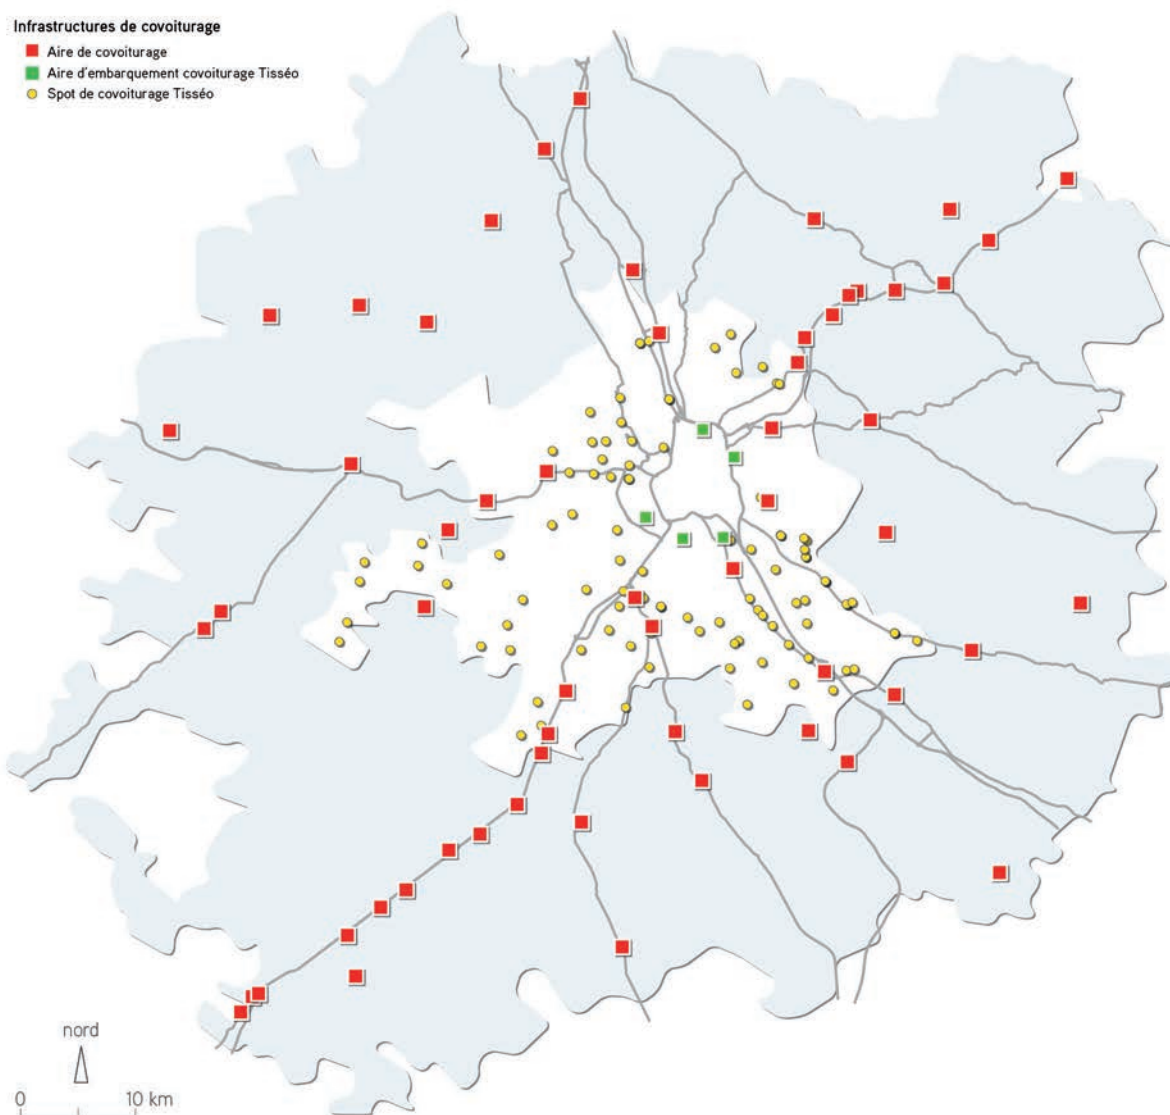 Infrastructures de covoiturage
Aire de covoiturage
Aire d'embarquement covoiturage Tisséo
Spot de covoiturage Tisséo
nord
0 10 km